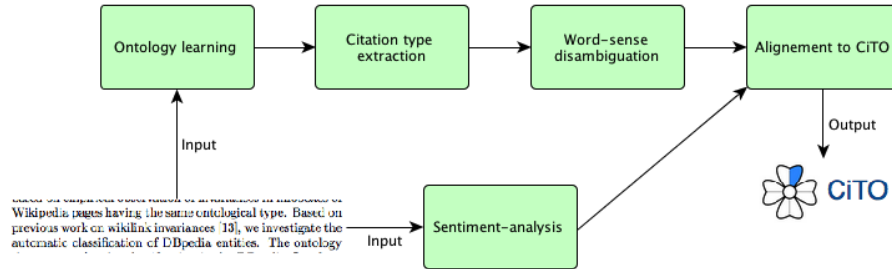 Ontology learning
Citation type
extraction
Word-sense
disambiguation
Alignement to CiTO
Input
Output
CiTO
Wikipedia pages having the same ontological type. Based
previous work on wikilink invariances [13], we investigate the
automatic classification of DBpedia entities. The ontology
Input
Sentiment-analysis